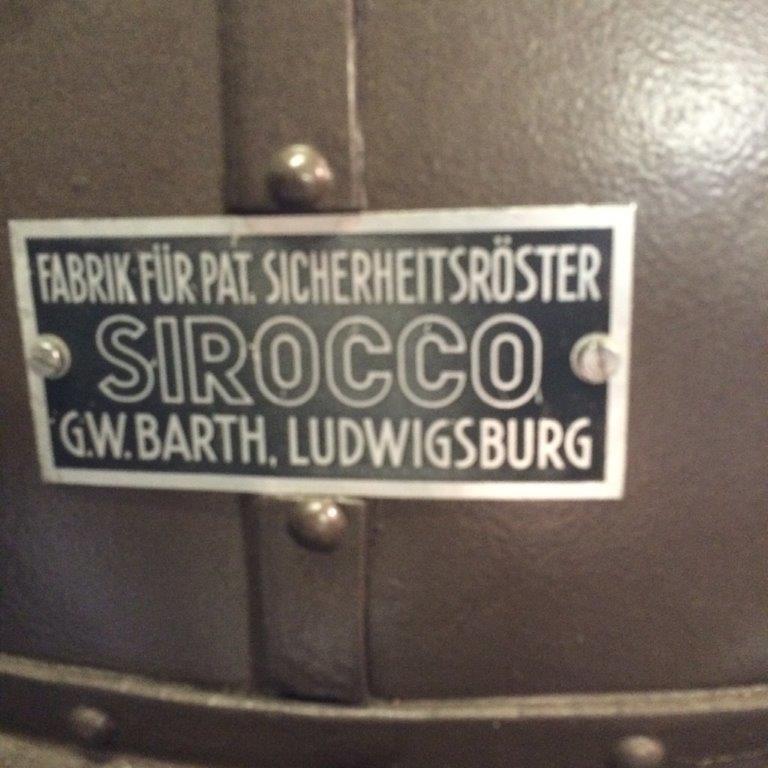 FABRIK FÜR PAT. SICHERHEITSRÖSTER
SIROCCO
G.W. BARTH, LUDWIGSBURG